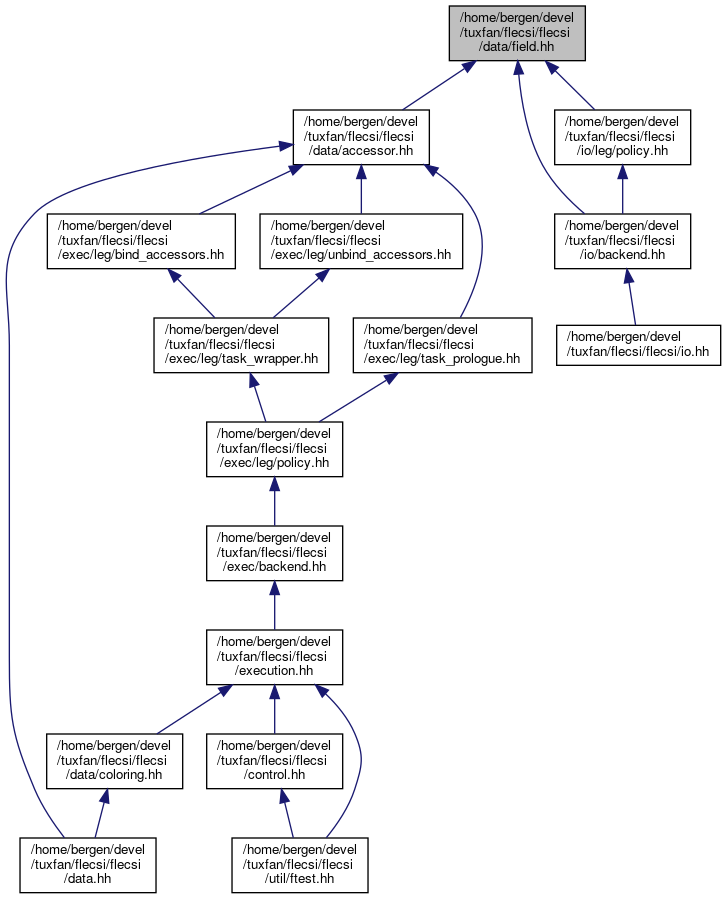 /home/bergen/devel
/tuxfan/flecsi/flecsi
/data/field.hh
/home/bergen/devel
/tuxfan/flecsi/flecsi
/data/accessor.hh
/home/bergen/devel
/tuxfan/flecsi/flecsi
/io/leg/policy.hh
/home/bergen/devel
/tuxfan/flecsi/flecsi
/exec/leg/bind_accessors.hh
/home/bergen/devel
/tuxfan/flecsi/flecsi
/exec/leg/unbind_accessors.hh
/home/bergen/devel
/tuxfan/flecsi/flecsi
/io/backend.hh
/home/bergen/devel
/tuxfan/flecsi/flecsi
/exec/leg/task_wrapper.hh
/home/bergen/devel
/tuxfan/flecsi/flecsi
/exec/leg/task_prologue.hh
/home/bergen/devel
/tuxfan/flecsi/flecsi/io.hh
/home/bergen/devel
/tuxfan/flecsi/flecsi
/exec/leg/policy.hh
/home/bergen/devel
/tuxfan/flecsi/flecsi
/exec/backend.hh
/home/bergen/devel
/tuxfan/flecsi/flecsi
/execution.hh
/home/bergen/devel
/tuxfan/flecsi/flecsi
/data/coloring.hh
/home/bergen/devel
/tuxfan/flecsi/flecsi
/control.hh
/home/bergen/devel
/tuxfan/flecsi/flecsi
/data.hh
/home/bergen/devel
/tuxfan/flecsi/flecsi
/util/ftest.hh